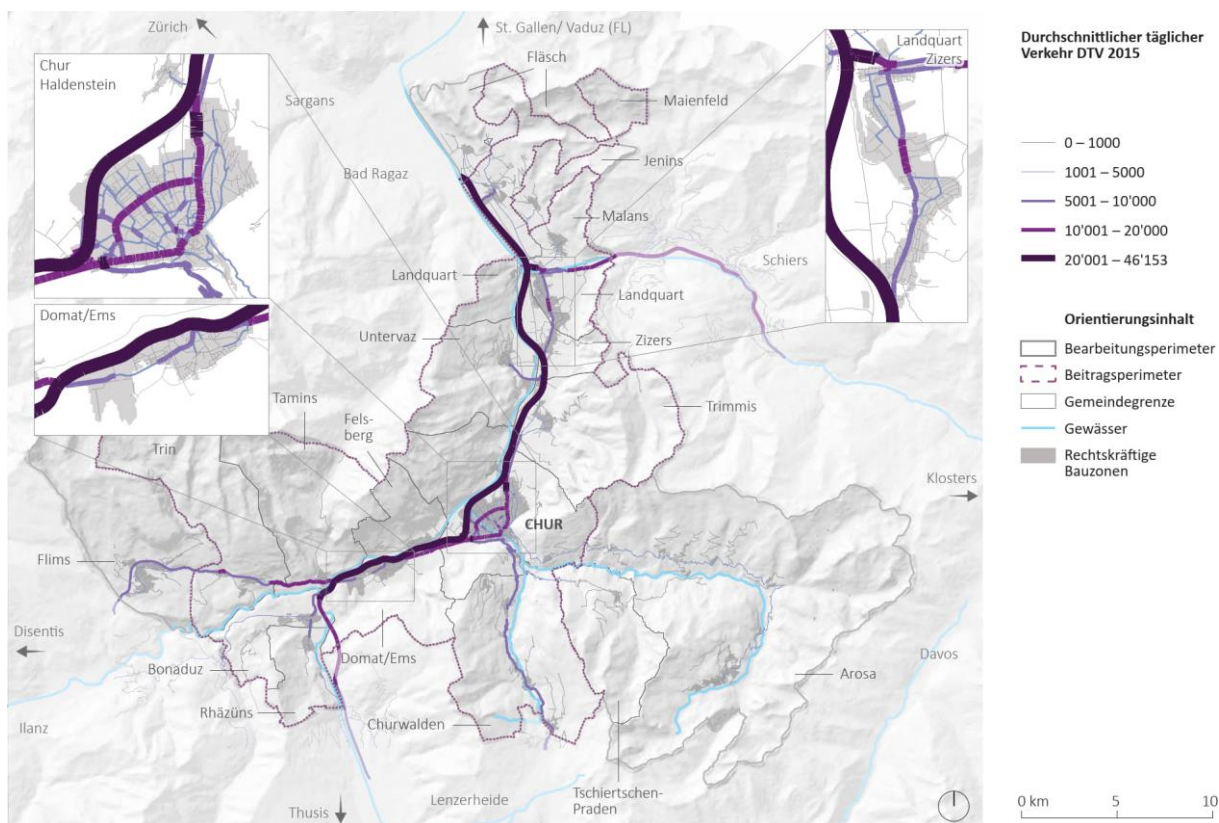 Zürich
St. Gallen/ Vaduz (FL)
Chur
Haldenstein
Fläsch
Sargans
Maienfeld
Jenins
Bad Ragaz
Malans
Landquart
Zizers
Domat/Ems
Landquart
Schiers
Landquart
Untervaz
Zizers
Tamins
Trimmis
Fels-
berg
Trin
Klosters
CHUR
Flims
Disentis
Domat/Ems
Bonaduz
Davos
Arosa
Rhäzüns
Churwalden
Ilanz
Tschiertschen-
Praden
Thusis
Lenzerheide
Durchschnittlicher täglicher
Verkehr DTV 2015
0 – 1000
1001 – 5000
5001 – 10'000
10'001 – 20'000
20'001 – 46'153
Orientierungsinhalt
Bearbeitungsperimeter
Beitragsperimeter
Gemeindegrenze
Gewässer
Rechtskräftige
Bauzonen
0 km 5 10